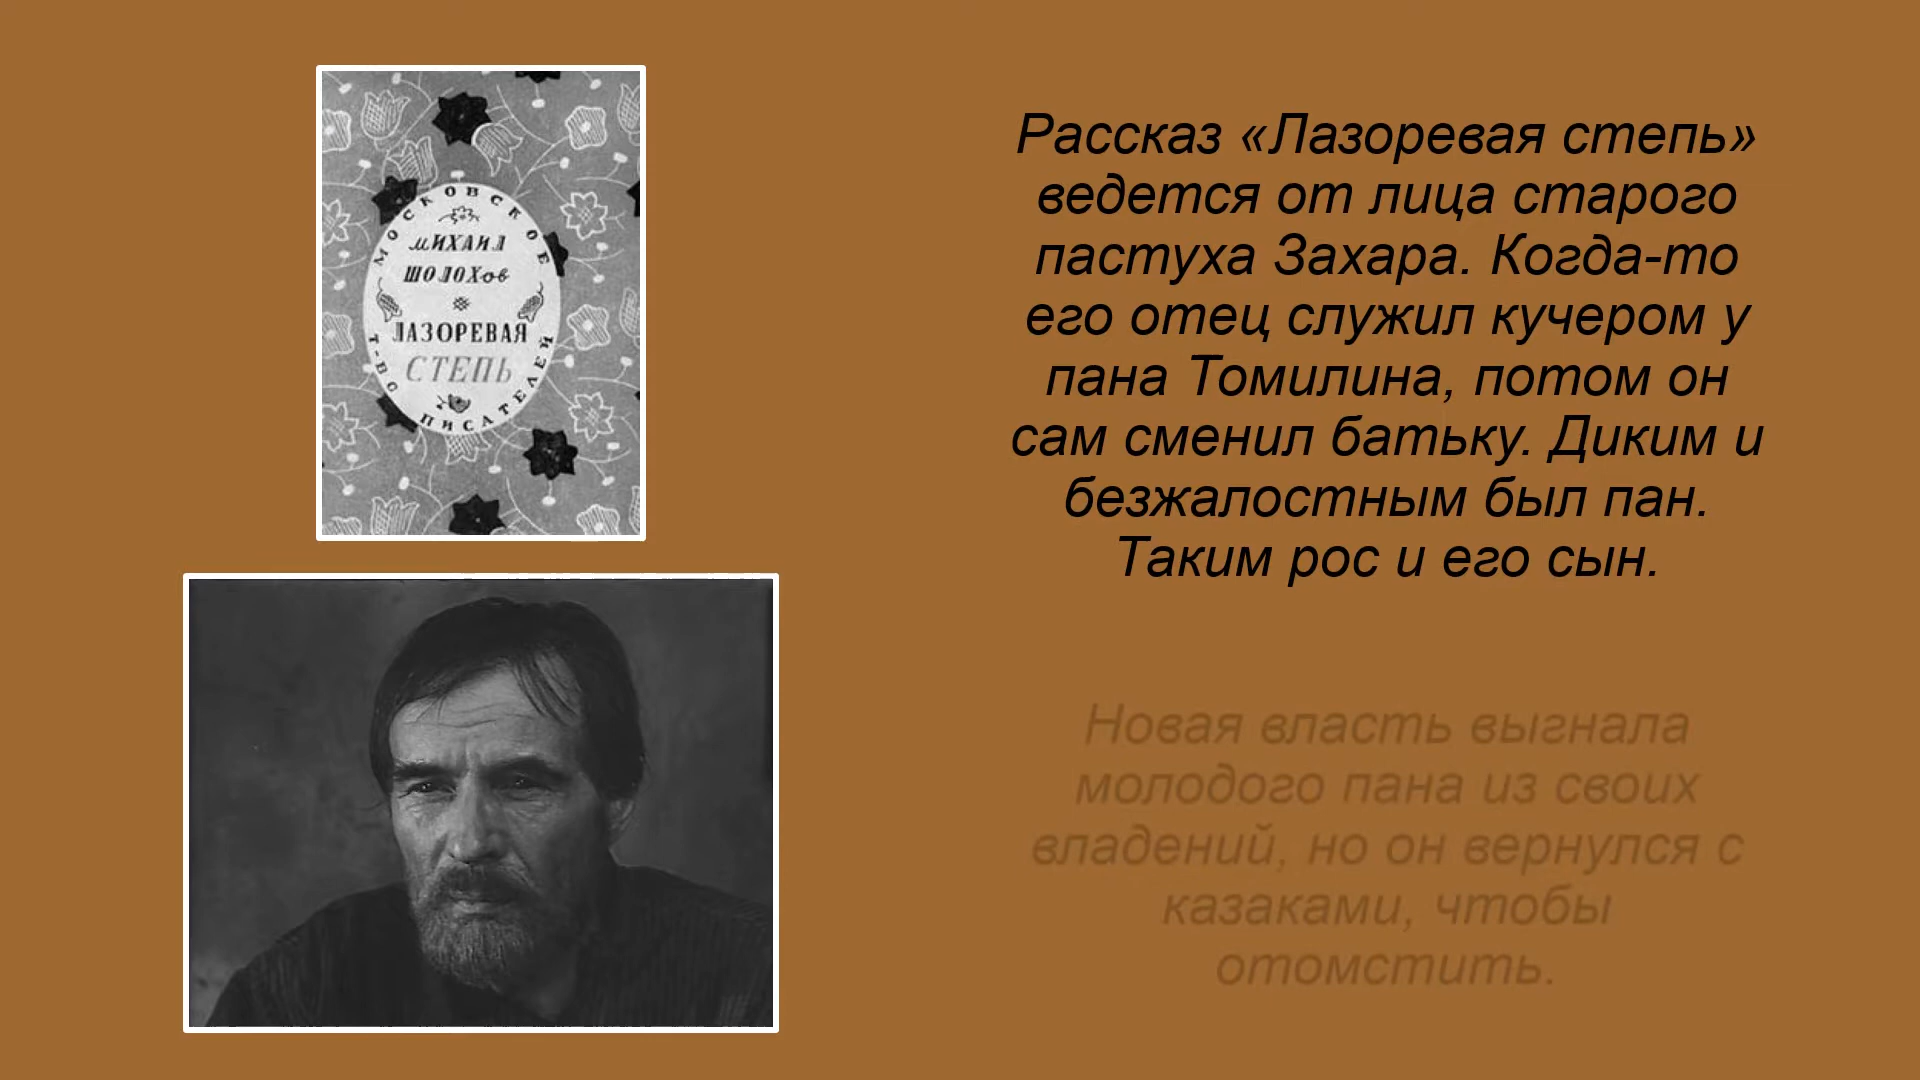 МОСКОВСКОЕ
МИХАИЛ
ШОЛОХов
ЛАЗОРЕВАЯ
СТЕПЬ
Т-ВО ПИСАТЕЛЕЙ
Рассказ «Лазоревая степь»
ведется от лица старого
пастуха Захара. Когда-то
его отец служил кучером у
пана Томилина, потом он
сам сменил батьку. Диким и
безжалостным был пан.
Таким рос и его сын.
Новая власть выгнала
молодого пана из своих
владений, но он вернулся с
казаками, чтобы
отомстить.